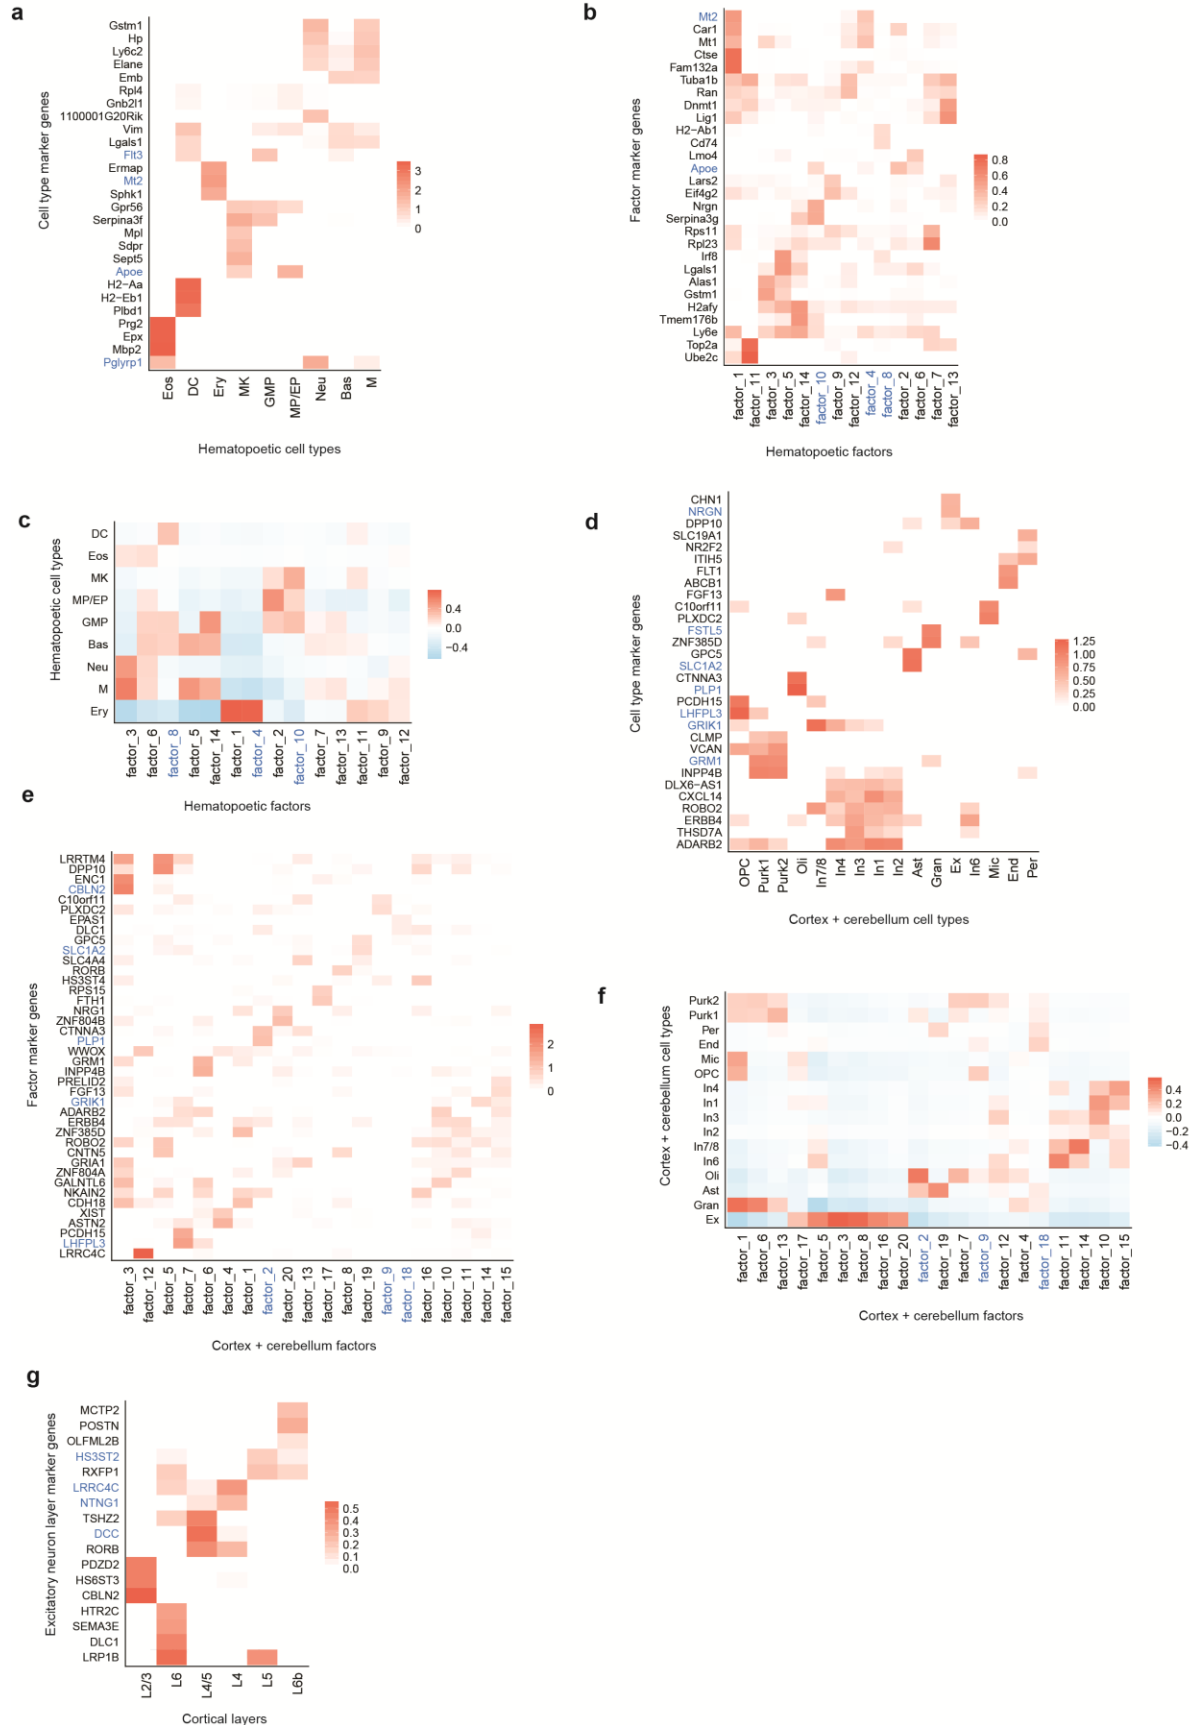 a
Cell type marker genes
Gstm1
Hp
Ly6c2
Elane
Emb
Rpl4
Gnb2l1
1100001G20Rik
Vim
Lgals1
Flt3
Ermap
Mt2
Sphk1
Gpr56
Serpina3f
Mpl
Sdpr
Sept5
Apoe
H2−Aa
H2−Eb1
Plbd1
Prg2
Epx
Mbp2
Pglyrp1
Eos
DC
Ery
MK
GMP
MP/EP
Neu
Bas
M
Hematopoetic cell types
3
2
1
0
b
Factor marker genes
Mt2
Car1
Mt1
Ctse
Fam132a
Tuba1b
Ran
Dnmt1
Lig1
H2−Ab1
Cd74
Lmo4
Apoe
Lars2
Eif4g2
Nrgn
Serpina3g
Rps11
Rpl23
Irf8
Lgals1
Alas1
Gstm1
H2afy
Tmem176b
Ly6e
Top2a
Ube2c
factor_1
factor_11
factor_3
factor_5
factor_14
factor_10
factor_9
factor_12
factor_4
factor_8
factor_2
factor_6
factor_7
factor_13
Hematopoetic factors
0.8
0.6
0.4
0.2
0.0
c
Hematopoetic cell types
DC
Eos
MK
MP/EP
GMP
Bas
Neu
M
Ery
factor_3
factor_6
factor_8
factor_5
factor_14
factor_1
factor_4
factor_2
factor_10
factor_7
factor_13
factor_11
factor_9
factor_12
Hematopoetic factors
0.4
0.0
−0.4
d
Cell type marker genes
CHN1
NRGN
DPP10
SLC19A1
NR2F2
ITIH5
FLT1
ABCB1
FGF13
C10orf11
PLXDC2
FSTL5
ZNF385D
GPC5
SLC1A2
CTNNA3
PLP1
PCDH15
LHFPL3
GRIK1
CLMP
VCAN
GRM1
INPP4B
DLX6−AS1
CXCL14
ROBO2
ERBB4
THSD7A
ADARB2
OPC
Purk1
Purk2
Oli
In7/8
In4
In3
In1
In2
Ast
Gran
Ex
In6
Mic
End
Per
Cortex + cerebellum cell types
1.25
1.00
0.75
0.50
0.25
0.00
e
Factor marker genes
LRRTM4
DPP10
ENC1
CBLN2
C10orf11
PLXDC2
EPAS1
DLC1
GPC5
SLC1A2
SLC4A4
RORB
HS3ST4
RPS15
FTH1
NRG1
ZNF804B
CTNNA3
PLP1
WWOX
GRM1
INPP4B
PRELID2
FGF13
GRIK1
ADARB2
ERBB4
ZNF385D
ROBO2
CNTN5
GRIA1
ZNF804A
GALNTL6
NKAIN2
CDH18
XIST
ASTN2
PCDH15
LHFPL3
LRRC4C
factor_3
factor_12
factor_5
factor_7
factor_6
factor_4
factor_1
factor_2
factor_20
factor_13
factor_17
factor_8
factor_19
factor_9
factor_18
factor_16
factor_10
factor_11
factor_14
factor_15
Cortex + cerebellum factors
2
1
0
f
Cortex + cerebellum cell types
Purk2
Purk1
Per
End
Mic
OPC
In4
In1
In3
In2
In7/8
In6
Oli
Ast
Gran
Ex
factor_1
factor_6
factor_13
factor_17
factor_5
factor_3
factor_8
factor_16
factor_20
factor_2
factor_19
factor_7
factor_9
factor_12
factor_4
factor_18
factor_11
factor_14
factor_10
factor_15
Cortex + cerebellum factors
0.4
0.2
0.0
−0.2
−0.4
g
Excitatory neuron layer marker genes
MCTP2
POSTN
OLFML2B
HS3ST2
RXFP1
LRRC4C
NTNG1
TSHZ2
DCC
RORB
PDZD2
HS6ST3
CBLN2
HTR2C
SEMA3E
DLC1
LRP1B
L2/3
L6
L4/5
L4
L5
L6b
Cortical layers
0.5
0.4
0.3
0.2
0.1
0.0